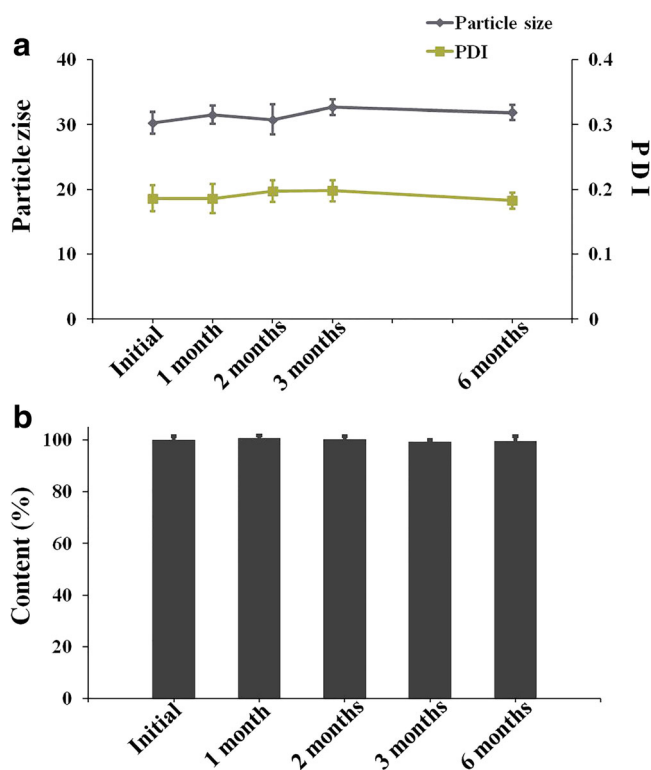 a
Particle size
PDI
40
30
20
10
0
Particle zise
0.4
0.3
0.2
0.1
0
PDI
Initial
1 month
2 months
3 months
6 months
b
100
80
60
40
20
0
Content (%)
Initial
1 month
2 months
3 months
6 months